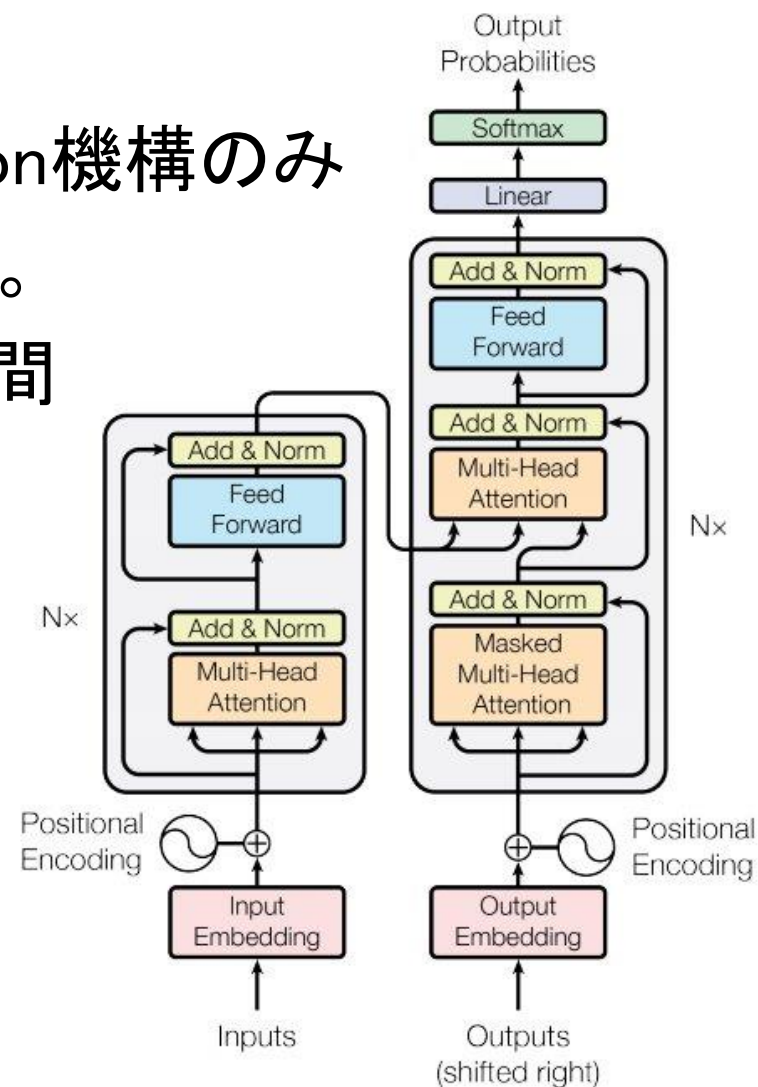 on機構のみ
。
間
Output
Probabilities
Softmax
Linear
Add & Norm
Feed
Forward
Add & Norm
Multi-Head
Attention
N×
Add & Norm
Masked
Multi-Head
Attention
Add & Norm
Feed
Forward
N×
Add & Norm
Multi-Head
Attention
Positional
Encoding
Positional
Encoding
Input
Embedding
Output
Embedding
Inputs
Outputs
(shifted right)